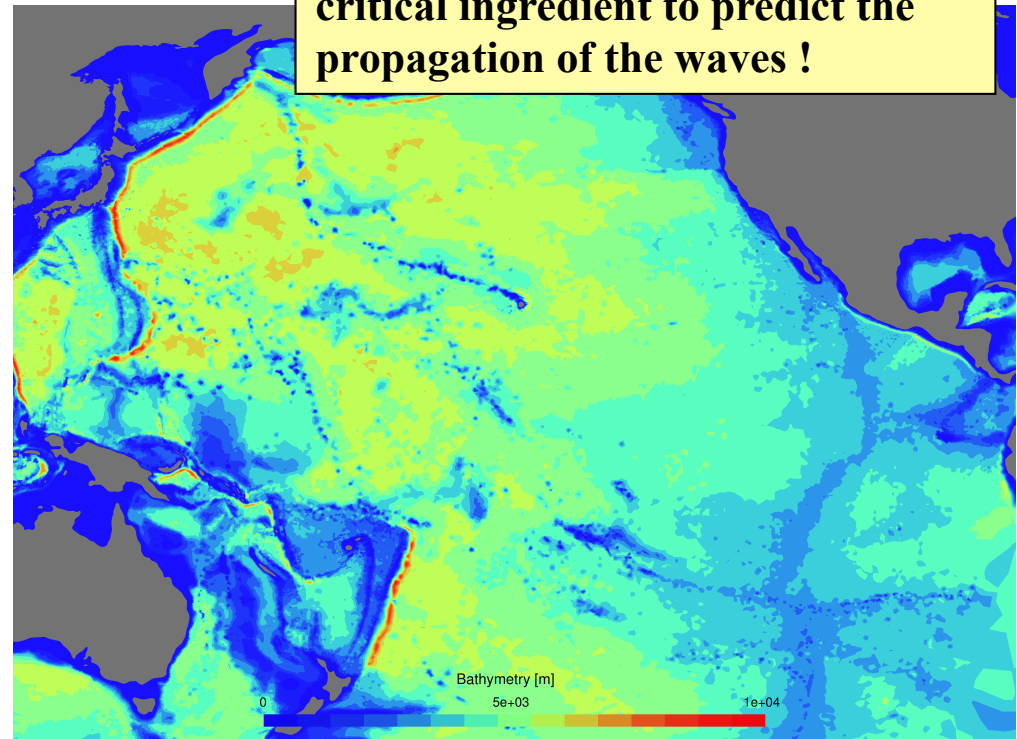 critical ingredient to predict the
propagation of the waves !
Bathymetry [m]
0 5e+03 1e+04